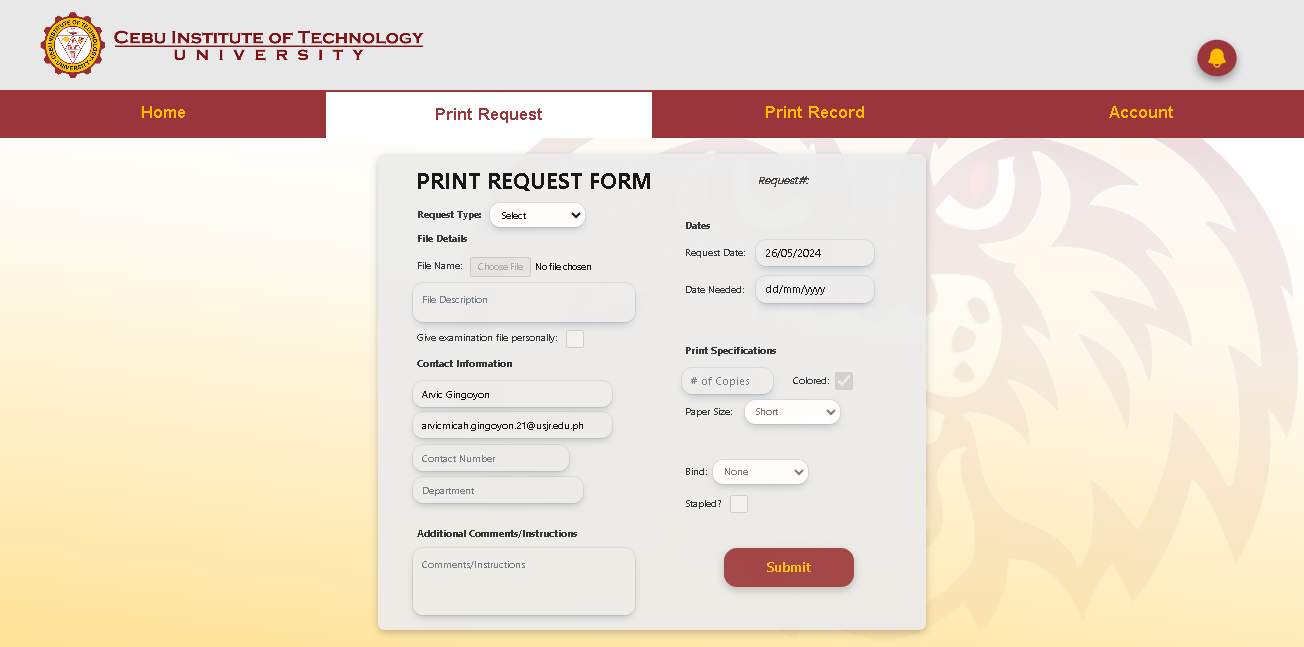 CEBU INSTITUTE OF TECHNOLOGY
UNIVERSITY
Home
Print Request
Print Record
Account
PRINT REQUEST FORM
Request#:
Request Type:
Select
File Details
File Name:
Choose File
No file chosen
File Description
Give examination file personally:
Contact Information
Arvic Gingoyon
arvicmicah.gingoyon.21@usjr.edu.ph
Contact Number
Department
Additional Comments/Instructions
Comments/Instructions
Dates
Request Date:
26/05/2024
Date Needed:
dd/mm/yyyy
Print Specifications
# of Copies
Colored:
Paper Size:
Short
Bind:
None
Stapled?
Submit